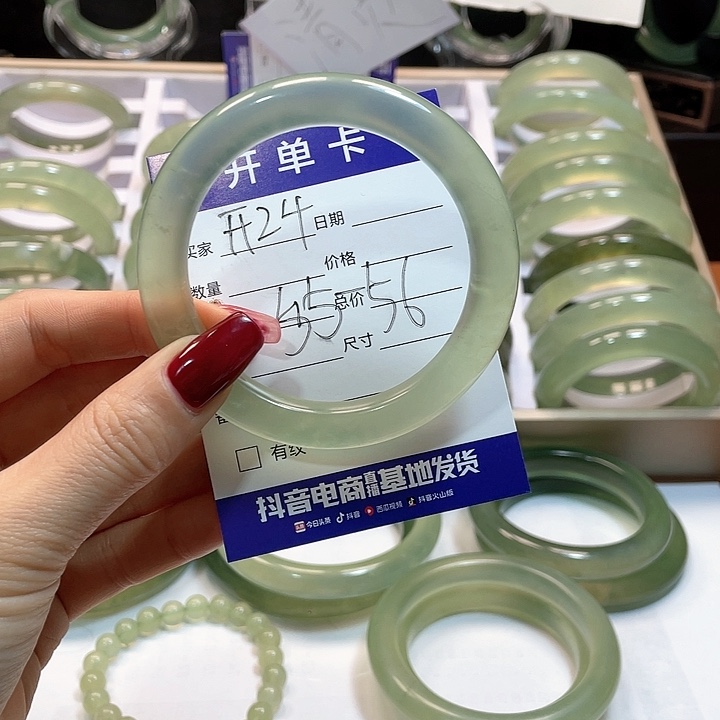 开单卡
买家 开24 日期
数量 价格
55-56 总价
尺寸
有纹
抖音电商直播基地发货
今日头条 抖音 西瓜视频 抖音火山版